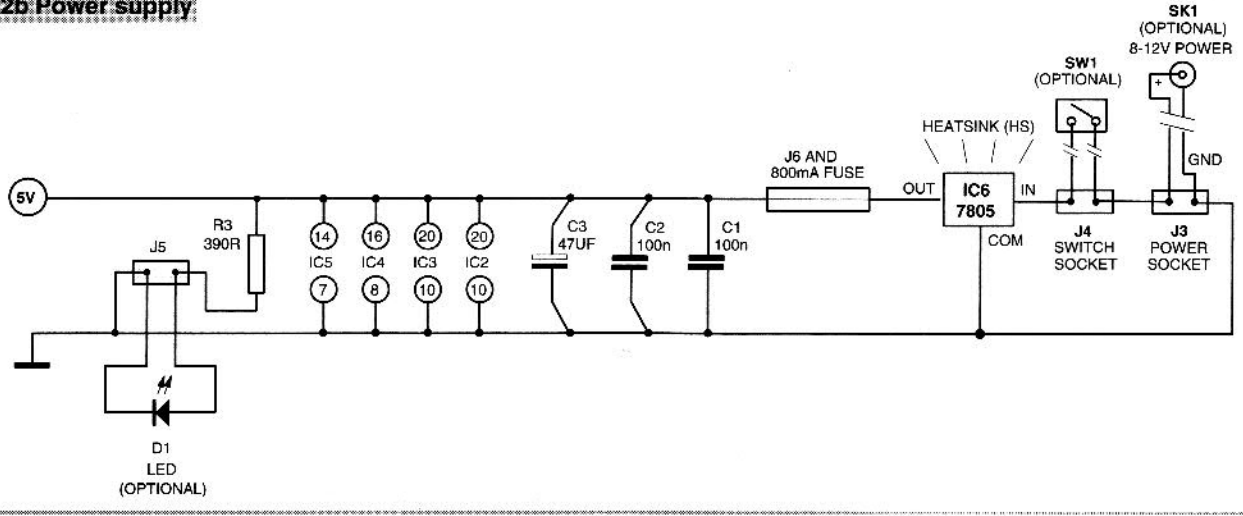 2b Power supply
SK1
(OPTIONAL)
8-12V POWER
+
GND
SW1
(OPTIONAL)
HEATSINK (HS)
J6 AND
800mA FUSE
OUT
IC6
7805
IN
COM
J4
SWITCH
SOCKET
J3
POWER
SOCKET
5V
R3
390R
J5
14
IC5
7
16
IC4
8
20
IC3
10
20
IC2
10
C3
47UF
C2
100n
C1
100n
D1
LED
(OPTIONAL)